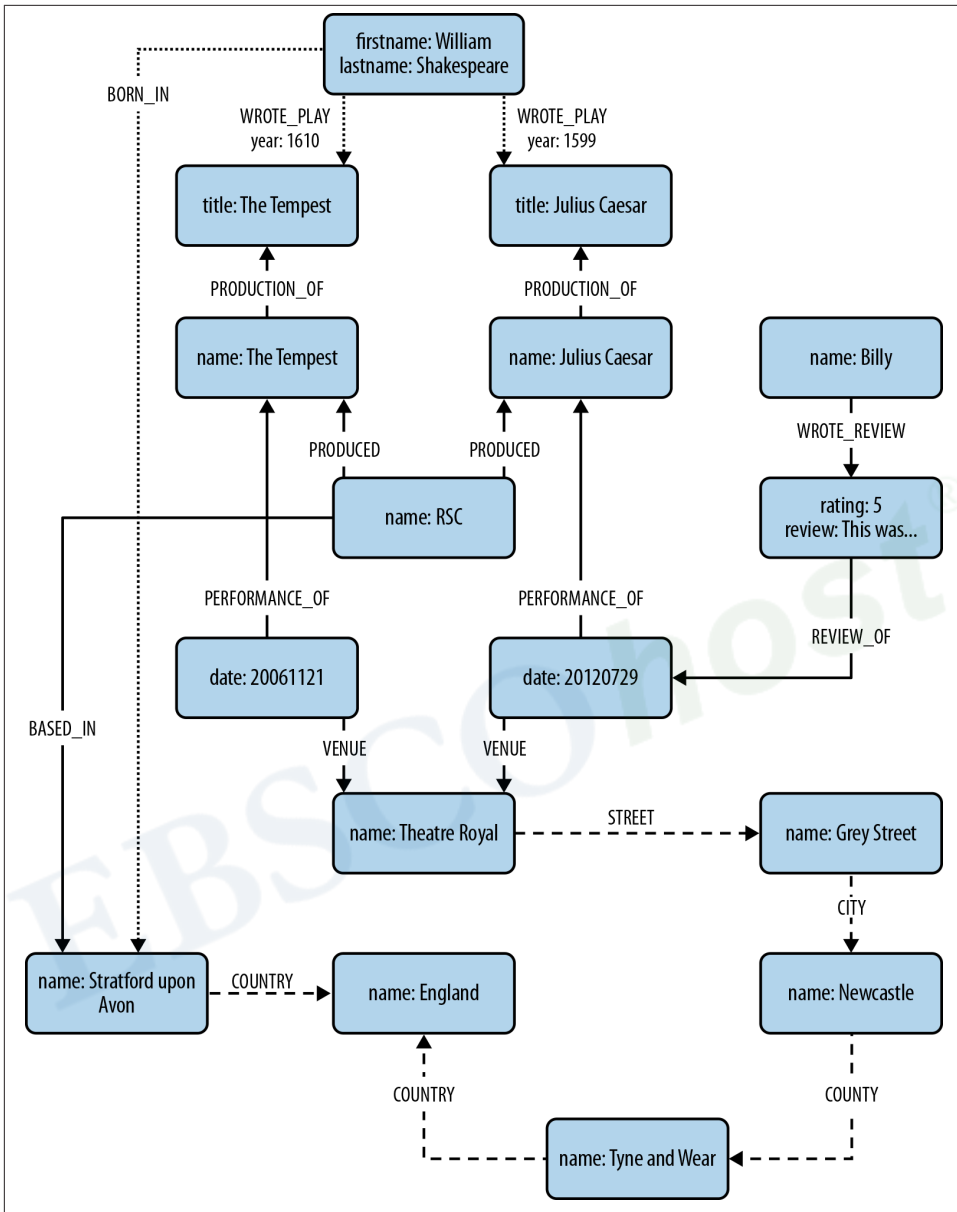 firstname: William
lastname: Shakespeare
BORN_IN
WROTE_PLAY
year: 1610
WROTE_PLAY
year: 1599
title: The Tempest
title: Julius Caesar
PRODUCTION_OF
PRODUCTION_OF
name: The Tempest
name: Julius Caesar
name: Billy
PRODUCED
PRODUCED
WROTE_REVIEW
name: RSC
rating: 5
review: This was...
PERFORMANCE_OF
PERFORMANCE_OF
REVIEW_OF
date: 20061121
date: 20120729
BASED_IN
VENUE
VENUE
name: Theatre Royal
STREET
name: Grey Street
CITY
name: Stratford upon
Avon
COUNTRY
name: England
name: Newcastle
COUNTRY
COUNTY
name: Tyne and Wear
EBSCOhost®